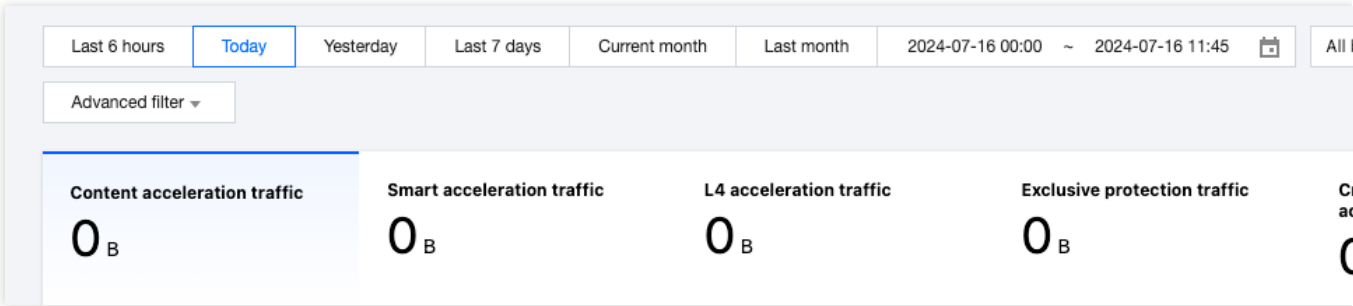 Last 6 hours Today Yesterday Last 7 days Current month Last month 2024-07-16 00:00 ~ 2024-07-16 11:45 All
Advanced filter
Content acceleration traffic Smart acceleration traffic L4 acceleration traffic Exclusive protection traffic
0 B 0 B 0 B 0 B